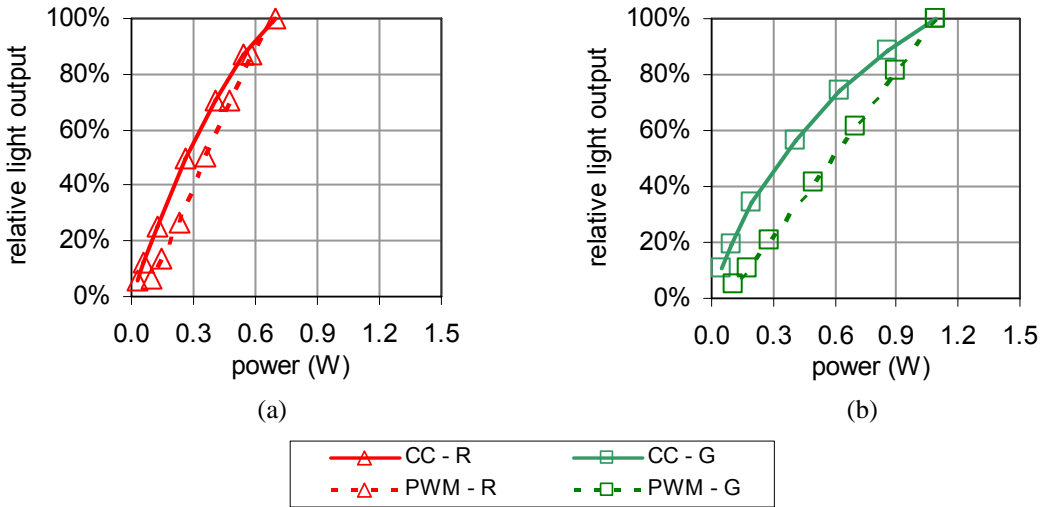 100%
80%
60%
40%
20%
0%
relative light output
0.0 0.3 0.6 0.9 1.2 1.5
power (W)
(a)
100%
80%
60%
40%
20%
0%
relative light output
0.0 0.3 0.6 0.9 1.2 1.5
power (W)
(b)
CC - R CC - G
PWM - R PWM - G